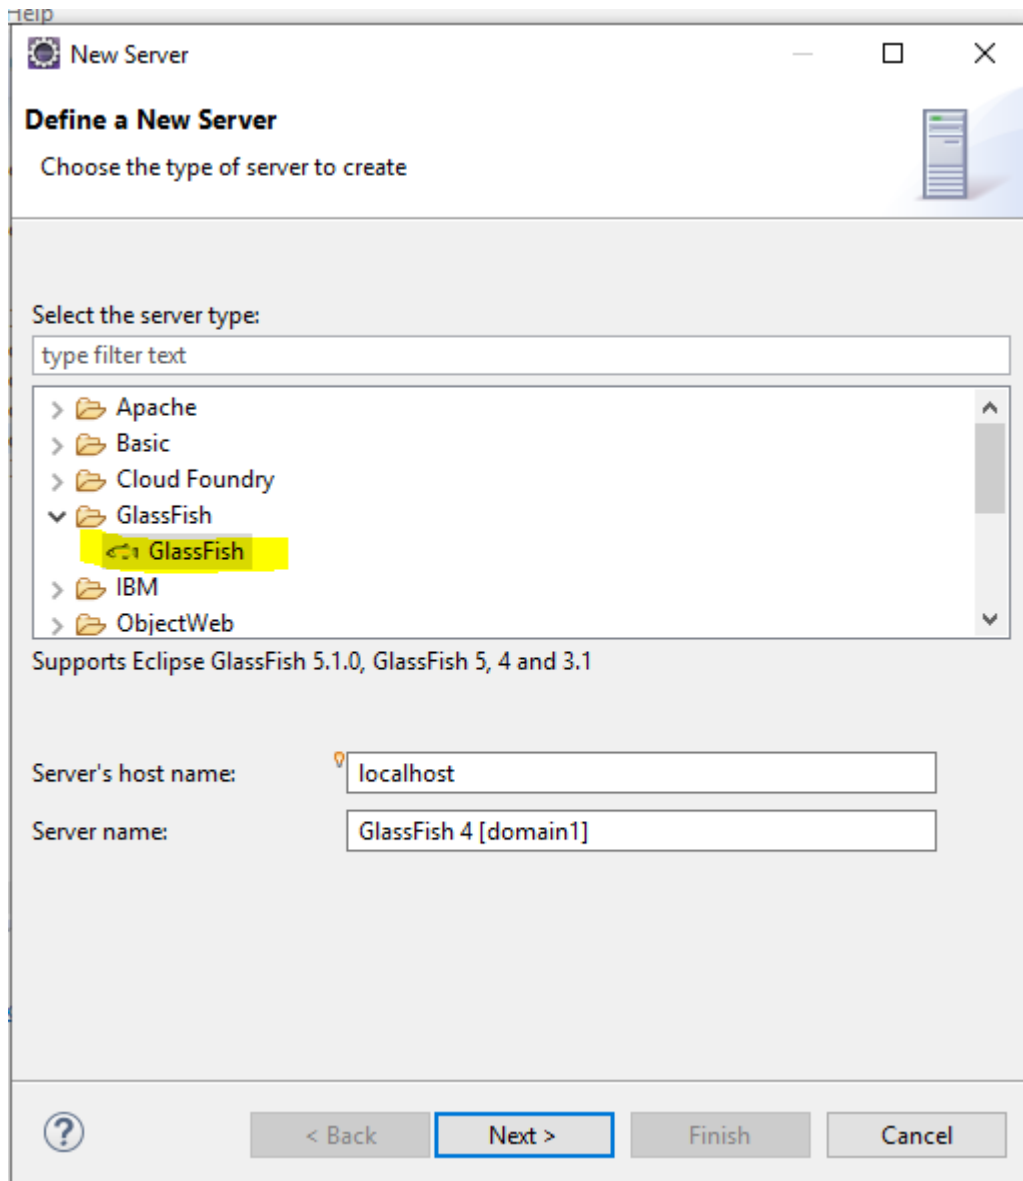 Help
New Server
Define a New Server
Choose the type of server to create
Select the server type:
type filter text
Apache
Basic
Cloud Foundry
GlassFish
GlassFish
IBM
ObjectWeb
Supports Eclipse GlassFish 5.1.0, GlassFish 5, 4 and 3.1
Server's host name: localhost
Server name: GlassFish 4 [domain1]
? < Back Next > Finish Cancel